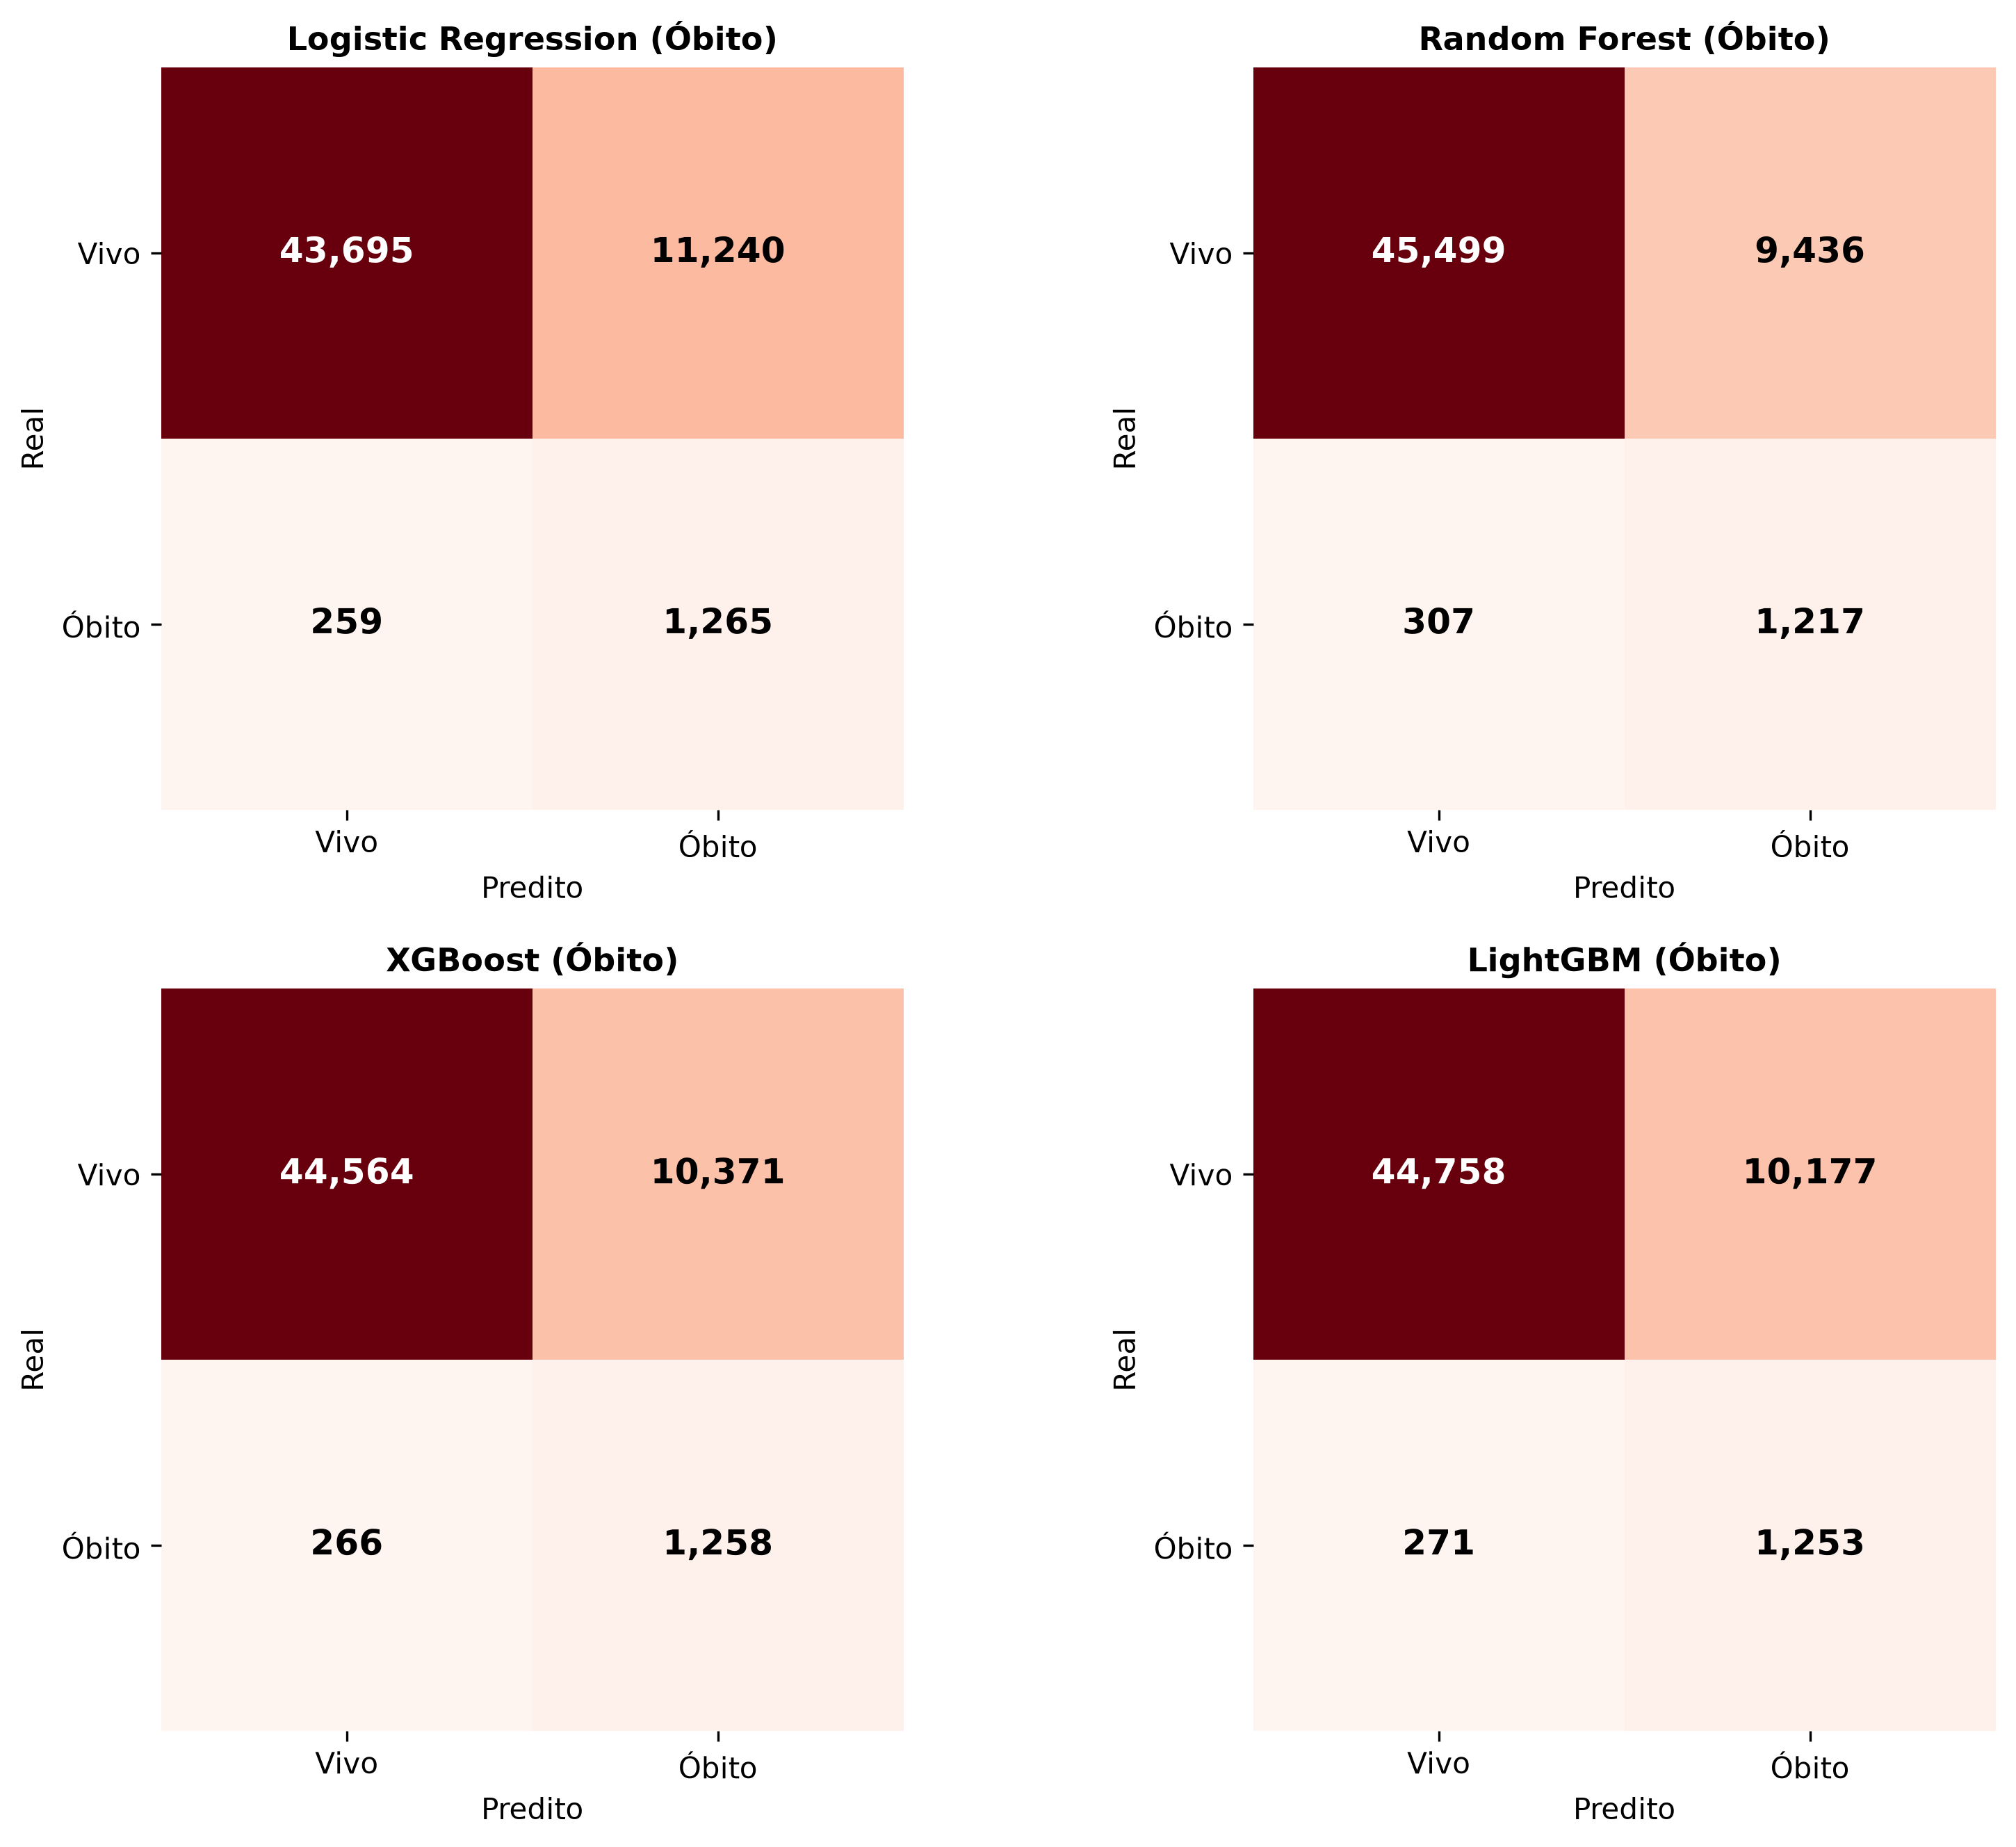 Logistic Regression (Óbito)
Real
Vivo
43,695
11,240
Óbito
259
1,265
Vivo
Óbito
Predito
Random Forest (Óbito)
Real
Vivo
45,499
9,436
Óbito
307
1,217
Vivo
Óbito
Predito
XGBoost (Óbito)
Real
Vivo
44,564
10,371
Óbito
266
1,258
Vivo
Óbito
Predito
LightGBM (Óbito)
Real
Vivo
44,758
10,177
Óbito
271
1,253
Vivo
Óbito
Predito